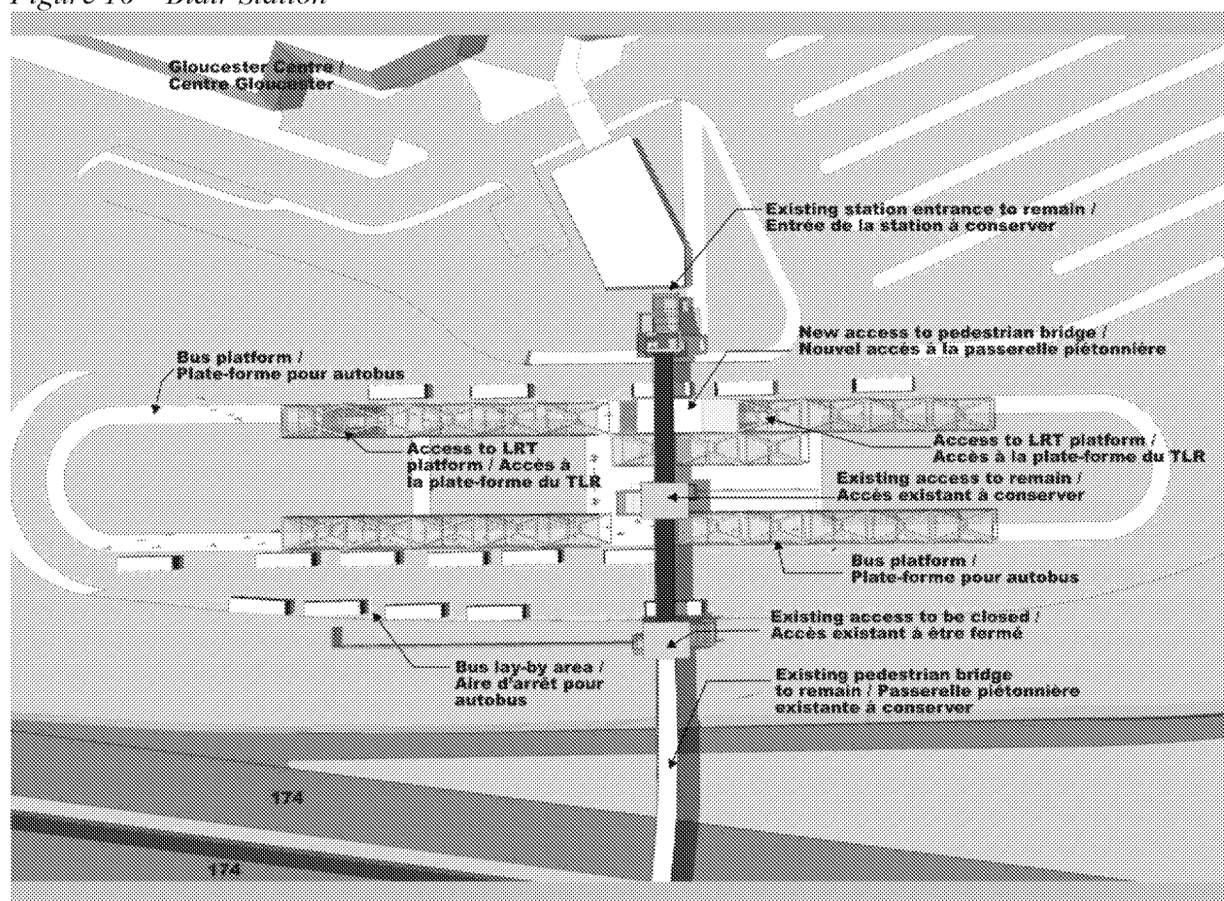 Figure 10 – Blair Station
Gloucester Centre /
Centre Gloucester
Existing station entrance to remain /
Entrée de la station à conserver
New access to pedestrian bridge /
Nouvel accès à la passerelle piétonnière
Bus platform /
Plate-forme pour autobus
Access to LRT
platform / Accès à
la plate-forme du TLR
Access to LRT platform /
Accès à la plate-forme du TLR
Existing access to remain /
Accès existant à conserver
Bus platform /
Plate-forme pour autobus
Existing access to be closed /
Accès existant à être fermé
Bus lay-by area /
Aire d'arrêt pour
autobus
Existing pedestrian bridge
to remain / Passerelle piétonnière
existante à conserver
174
174